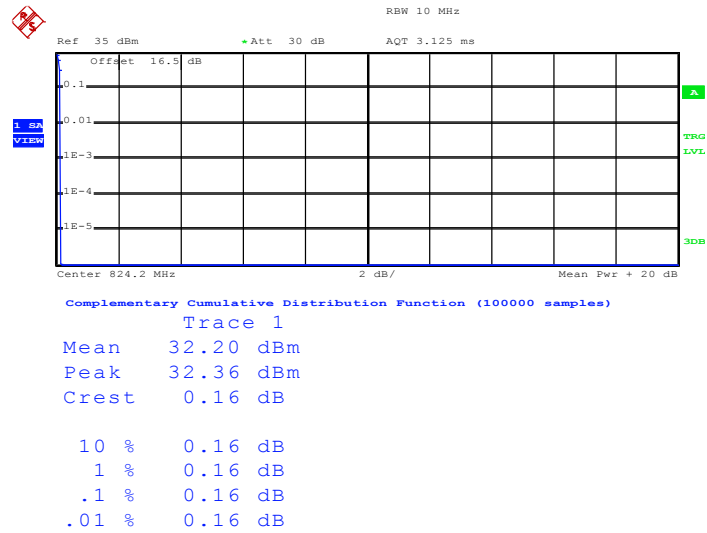 RBW 10 MHz
Ref 35 dBm *Att 30 dB AQT 3.125 ms
Offset 16.5 dB
0.1
A
0.01
1 SA
VIEW
TRG
LVL
1E-3
1E-4
1E-5
3DB
Center 824.2 MHz 2 dB/ Mean Pwr + 20 dB
Complementary Cumulative Distribution Function (100000 samples)
Trace 1
Mean 32.20 dBm
Peak 32.36 dBm
Crest 0.16 dB
10 % 0.16 dB
1 % 0.16 dB
.1 % 0.16 dB
.01 % 0.16 dB